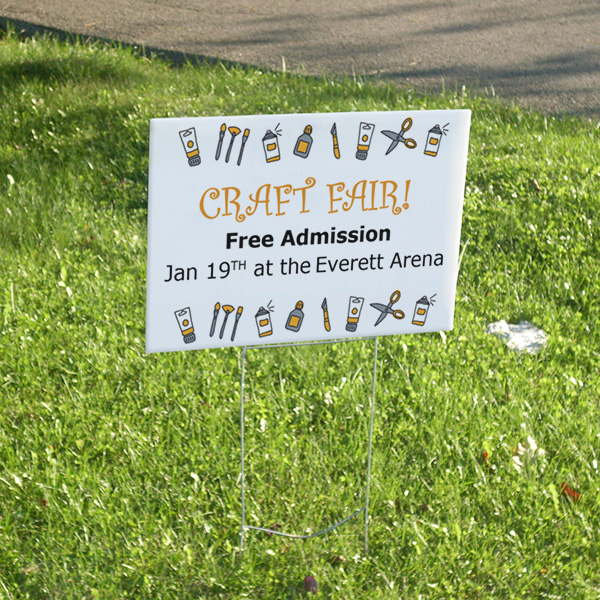 CRAFT FAIR!
Free Admission
Jan 19TH at the Everett Arena